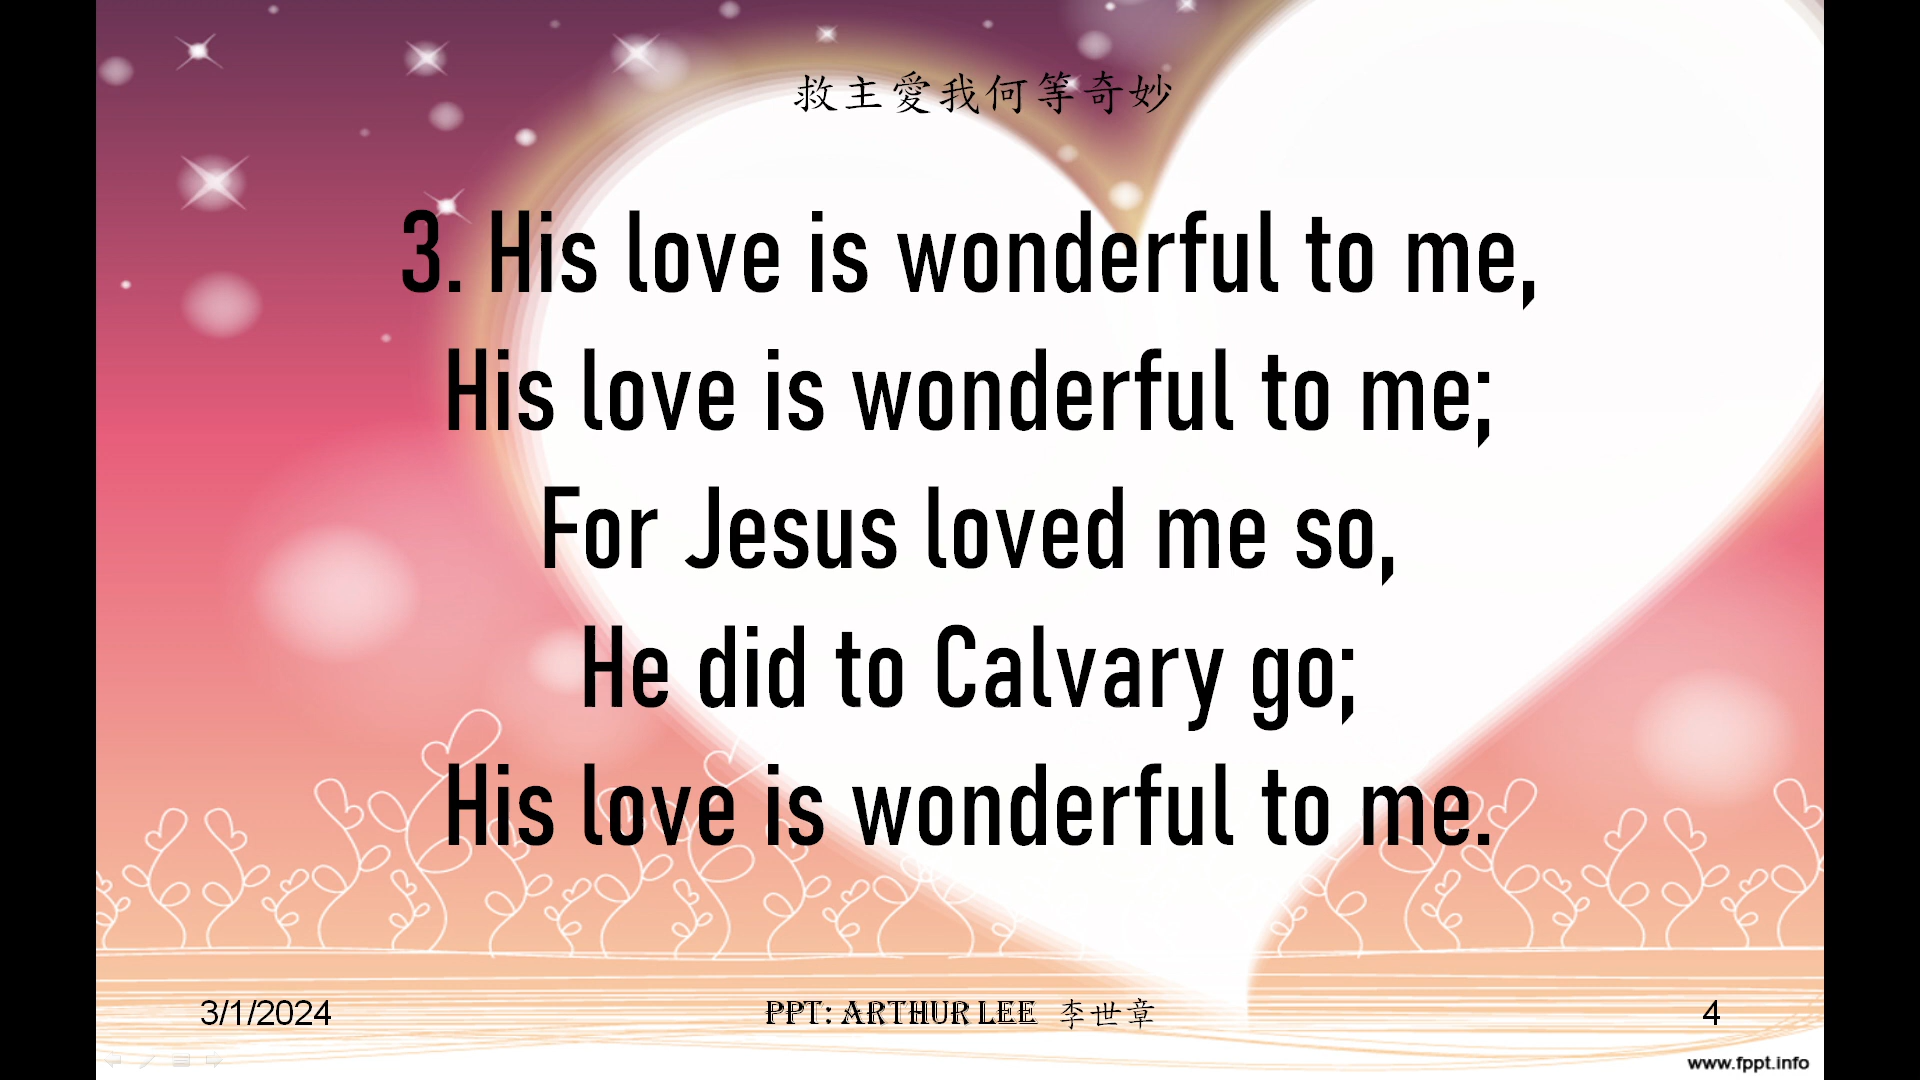 救主愛我何等奇妙
3. His love is wonderful to me,
His love is wonderful to me;
For Jesus loved me so,
He did to Calvary go;
His love is wonderful to me.
3/1/2024
PPT: ARTHUR LEE 李世章
4
www.fppt.info